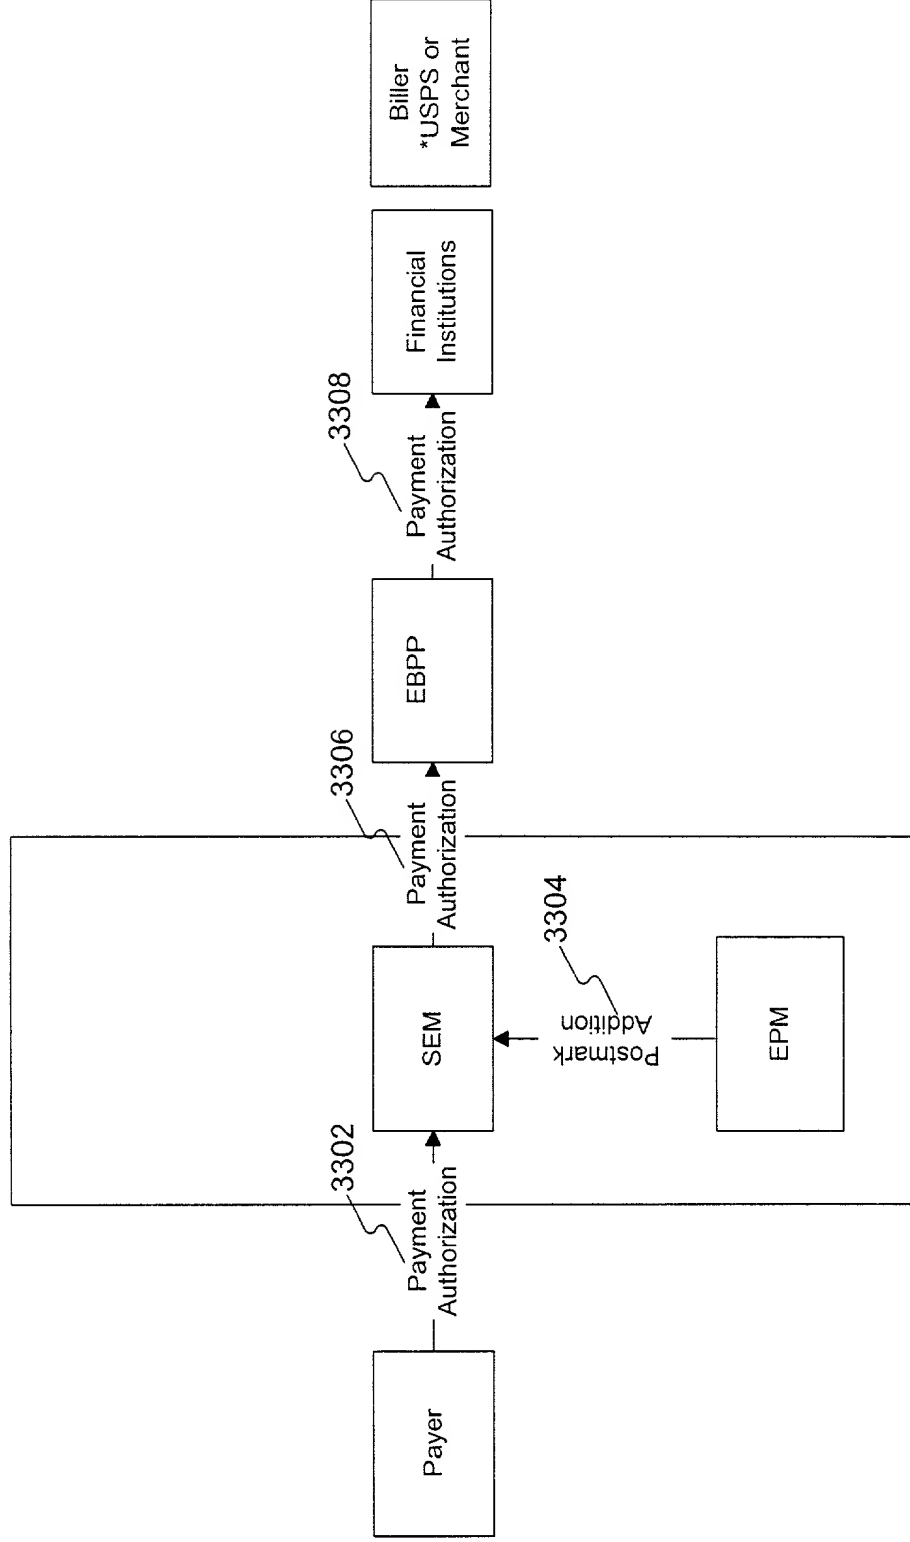 Payer
3302
Payment
Authorization
SEM
3304
Postmark
Addition
EPM
3306
Payment
Authorization
EBPP
3308
Payment
Authorization
Financial
Institutions
Biller
*USPS or
Merchant